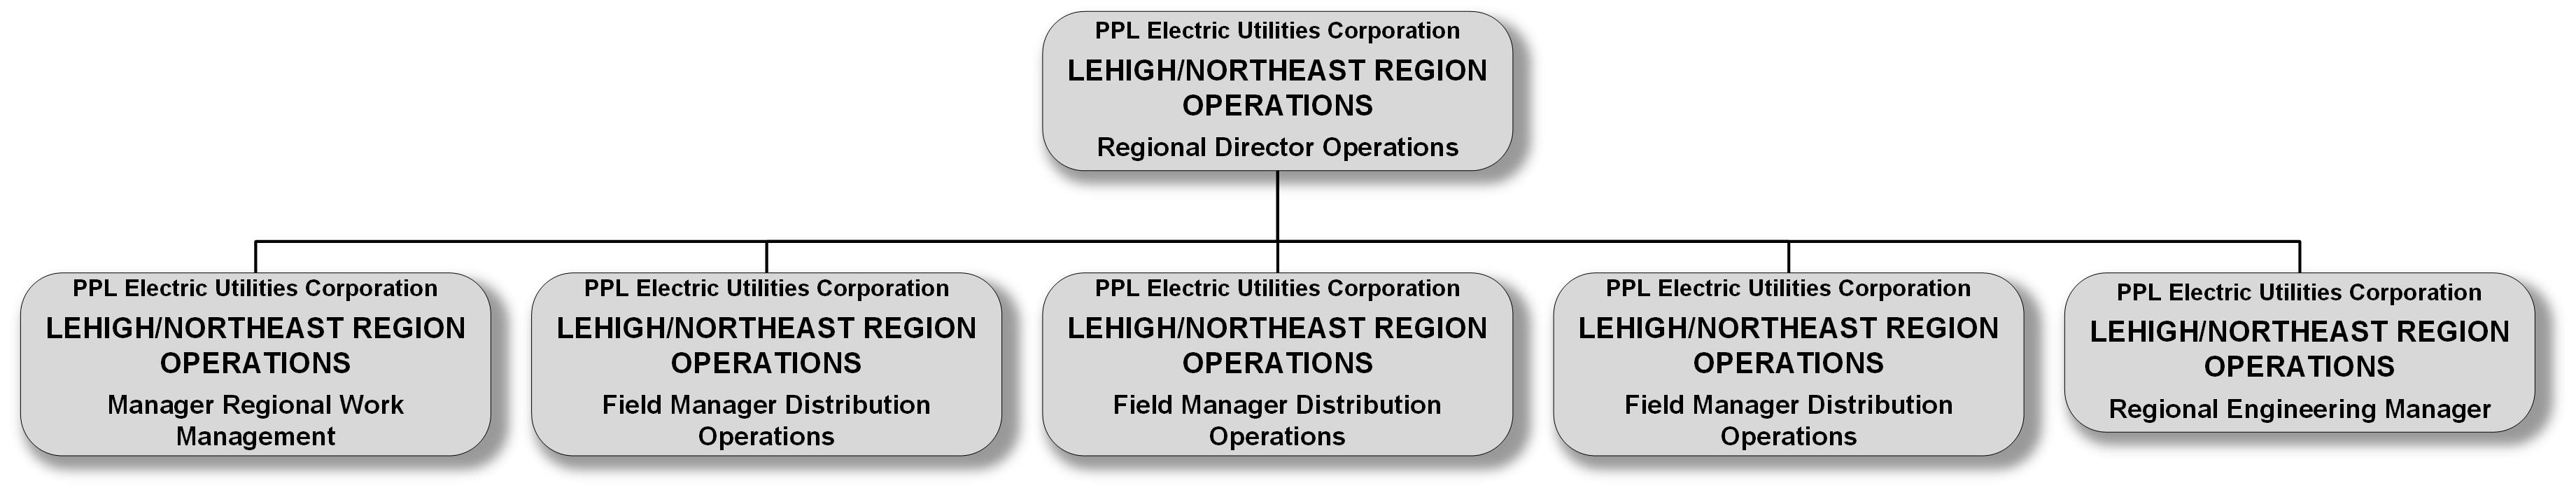 PPL Electric Utilities Corporation
LEHIGH/NORTHEAST REGION
OPERATIONS
Regional Director Operations
PPL Electric Utilities Corporation
LEHIGH/NORTHEAST REGION
OPERATIONS
Manager Regional Work
Management
PPL Electric Utilities Corporation
LEHIGH/NORTHEAST REGION
OPERATIONS
Field Manager Distribution
Operations
PPL Electric Utilities Corporation
LEHIGH/NORTHEAST REGION
OPERATIONS
Field Manager Distribution
Operations
PPL Electric Utilities Corporation
LEHIGH/NORTHEAST REGION
OPERATIONS
Field Manager Distribution
Operations
PPL Electric Utilities Corporation
LEHIGH/NORTHEAST REGION
OPERATIONS
Regional Engineering Manager